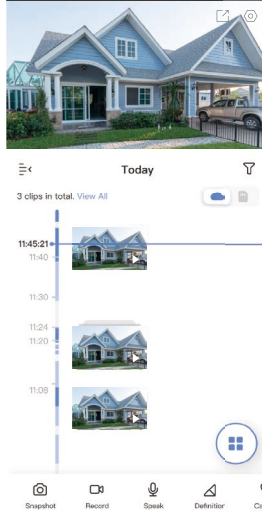 Today
3 clips in total. View All
11:45:21
11:40
11:30
11:24
11:20
11:08
Snapshot
Record
Speak
Definition